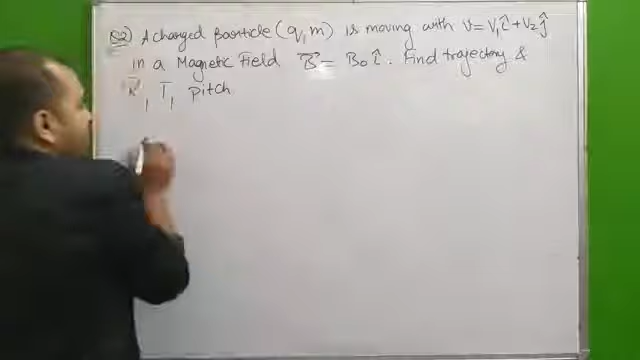 Q2) A charged particle (q, m) is moving with v = V₁î + V₂ĵ
in a Magnetic Field B⃗ = B₀ î. Find trajectory &
R, T, pitch